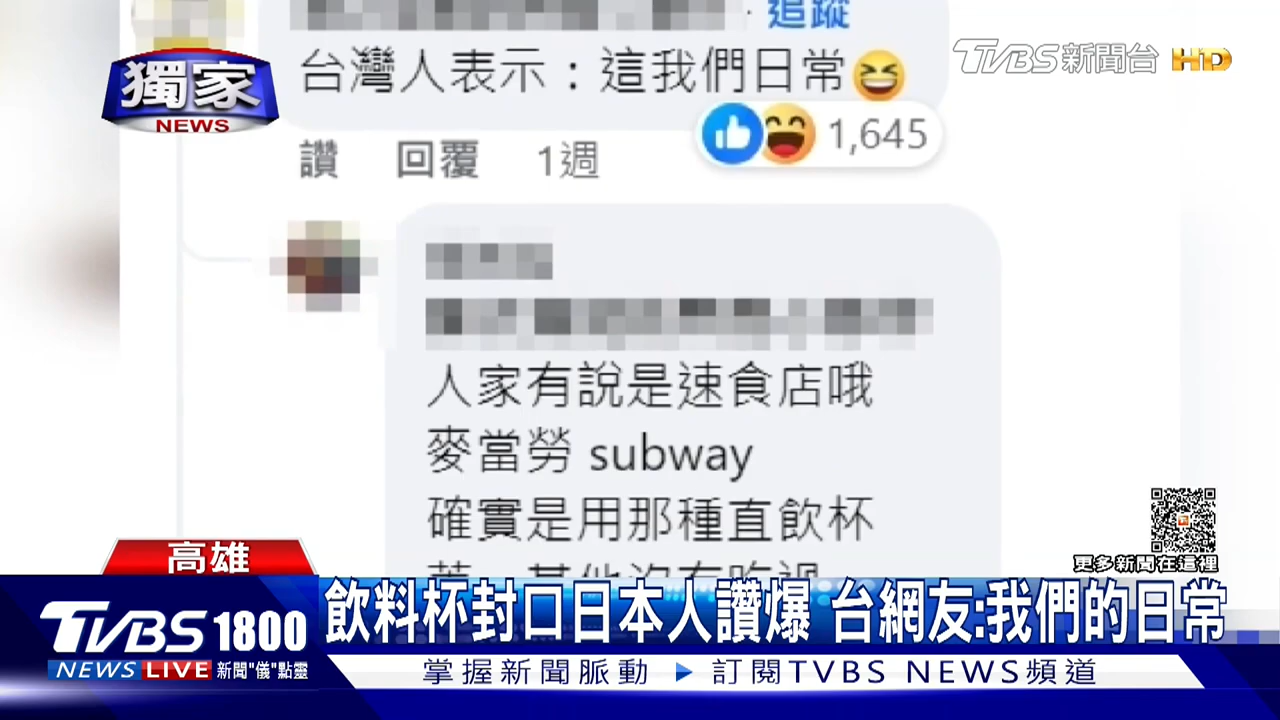 追蹤
獨家
NEWS
TVBS新聞台 HD
台灣人表示：這我們日常😆
讚 回覆 1週
1,645
人家有說是速食店哦
麥當勞 subway
確實是用那種直飲杯
更多新聞在這裡
高雄
TVBS 1800
NEWS LIVE 新聞"儀"點靈
飲料杯封口日本人讚爆 台網友:我們的日常
掌握新聞脈動 ▶ 訂閱TVBS NEWS頻道